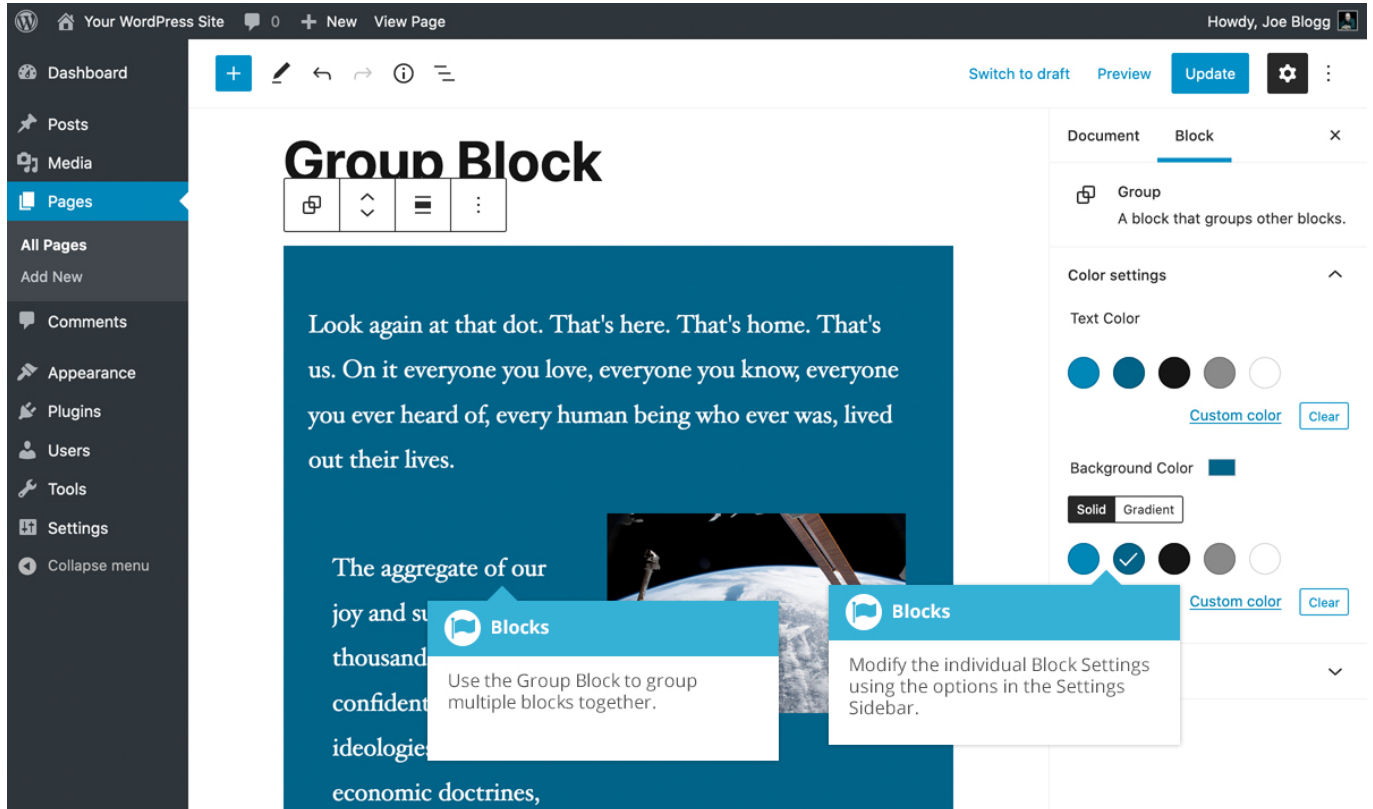 Your WordPress Site 0 New View Page Howdy, Joe Blogg
Dashboard
Posts
Media
Pages
All Pages
Add New
Comments
Appearance
Plugins
Users
Tools
Settings
Collapse menu
Switch to draft Preview Update
Group Block
Look again at that dot. That's here. That's home. That's
us. On it everyone you love, everyone you know, everyone
you ever heard of, every human being who ever was, lived
out their lives.
The aggregate of our
joy and su
thousand
confident
ideologie
economic doctrines,
Blocks
Use the Group Block to group
multiple blocks together.
Document Block
Group
A block that groups other blocks.
Color settings
Text Color
Custom color Clear
Background Color
Solid Gradient
Custom color Clear
Blocks
Modify the individual Block Settings
using the options in the Settings
Sidebar.